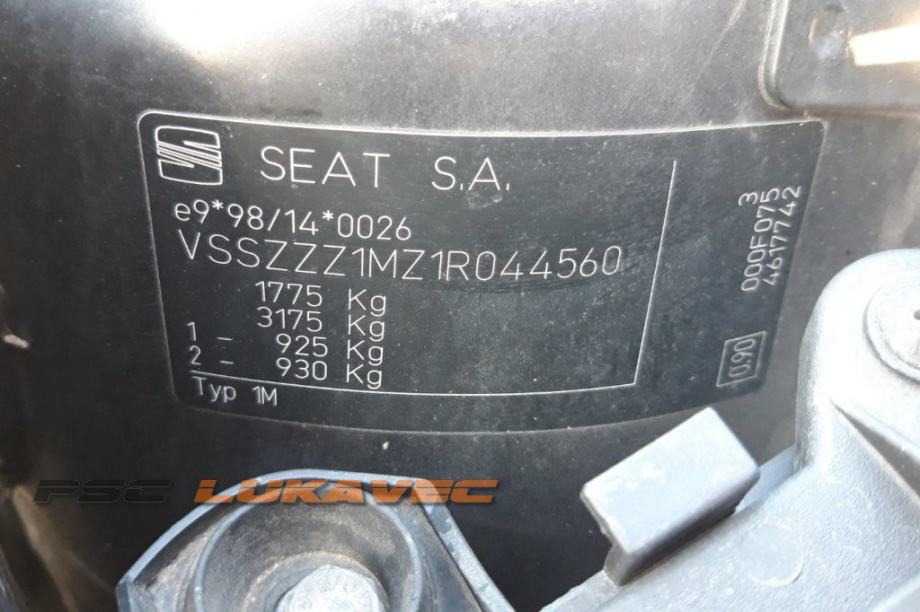 SEAT S.A.
e9*98/14*0026
VSSZZZ1MZ1R044560
1775 Kg
3175 Kg
1 - 925 Kg
2 - 930 Kg
Typ 1M
3
000F075
4617742
0.90
PSC LUKAVEC